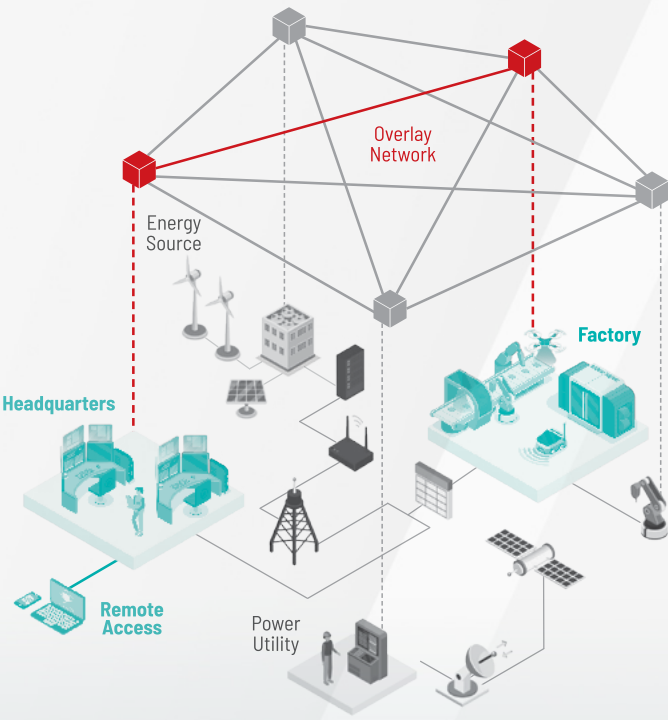 Overlay
Network
Energy
Source
Factory
Headquarters
Remote
Access
Power
Utility